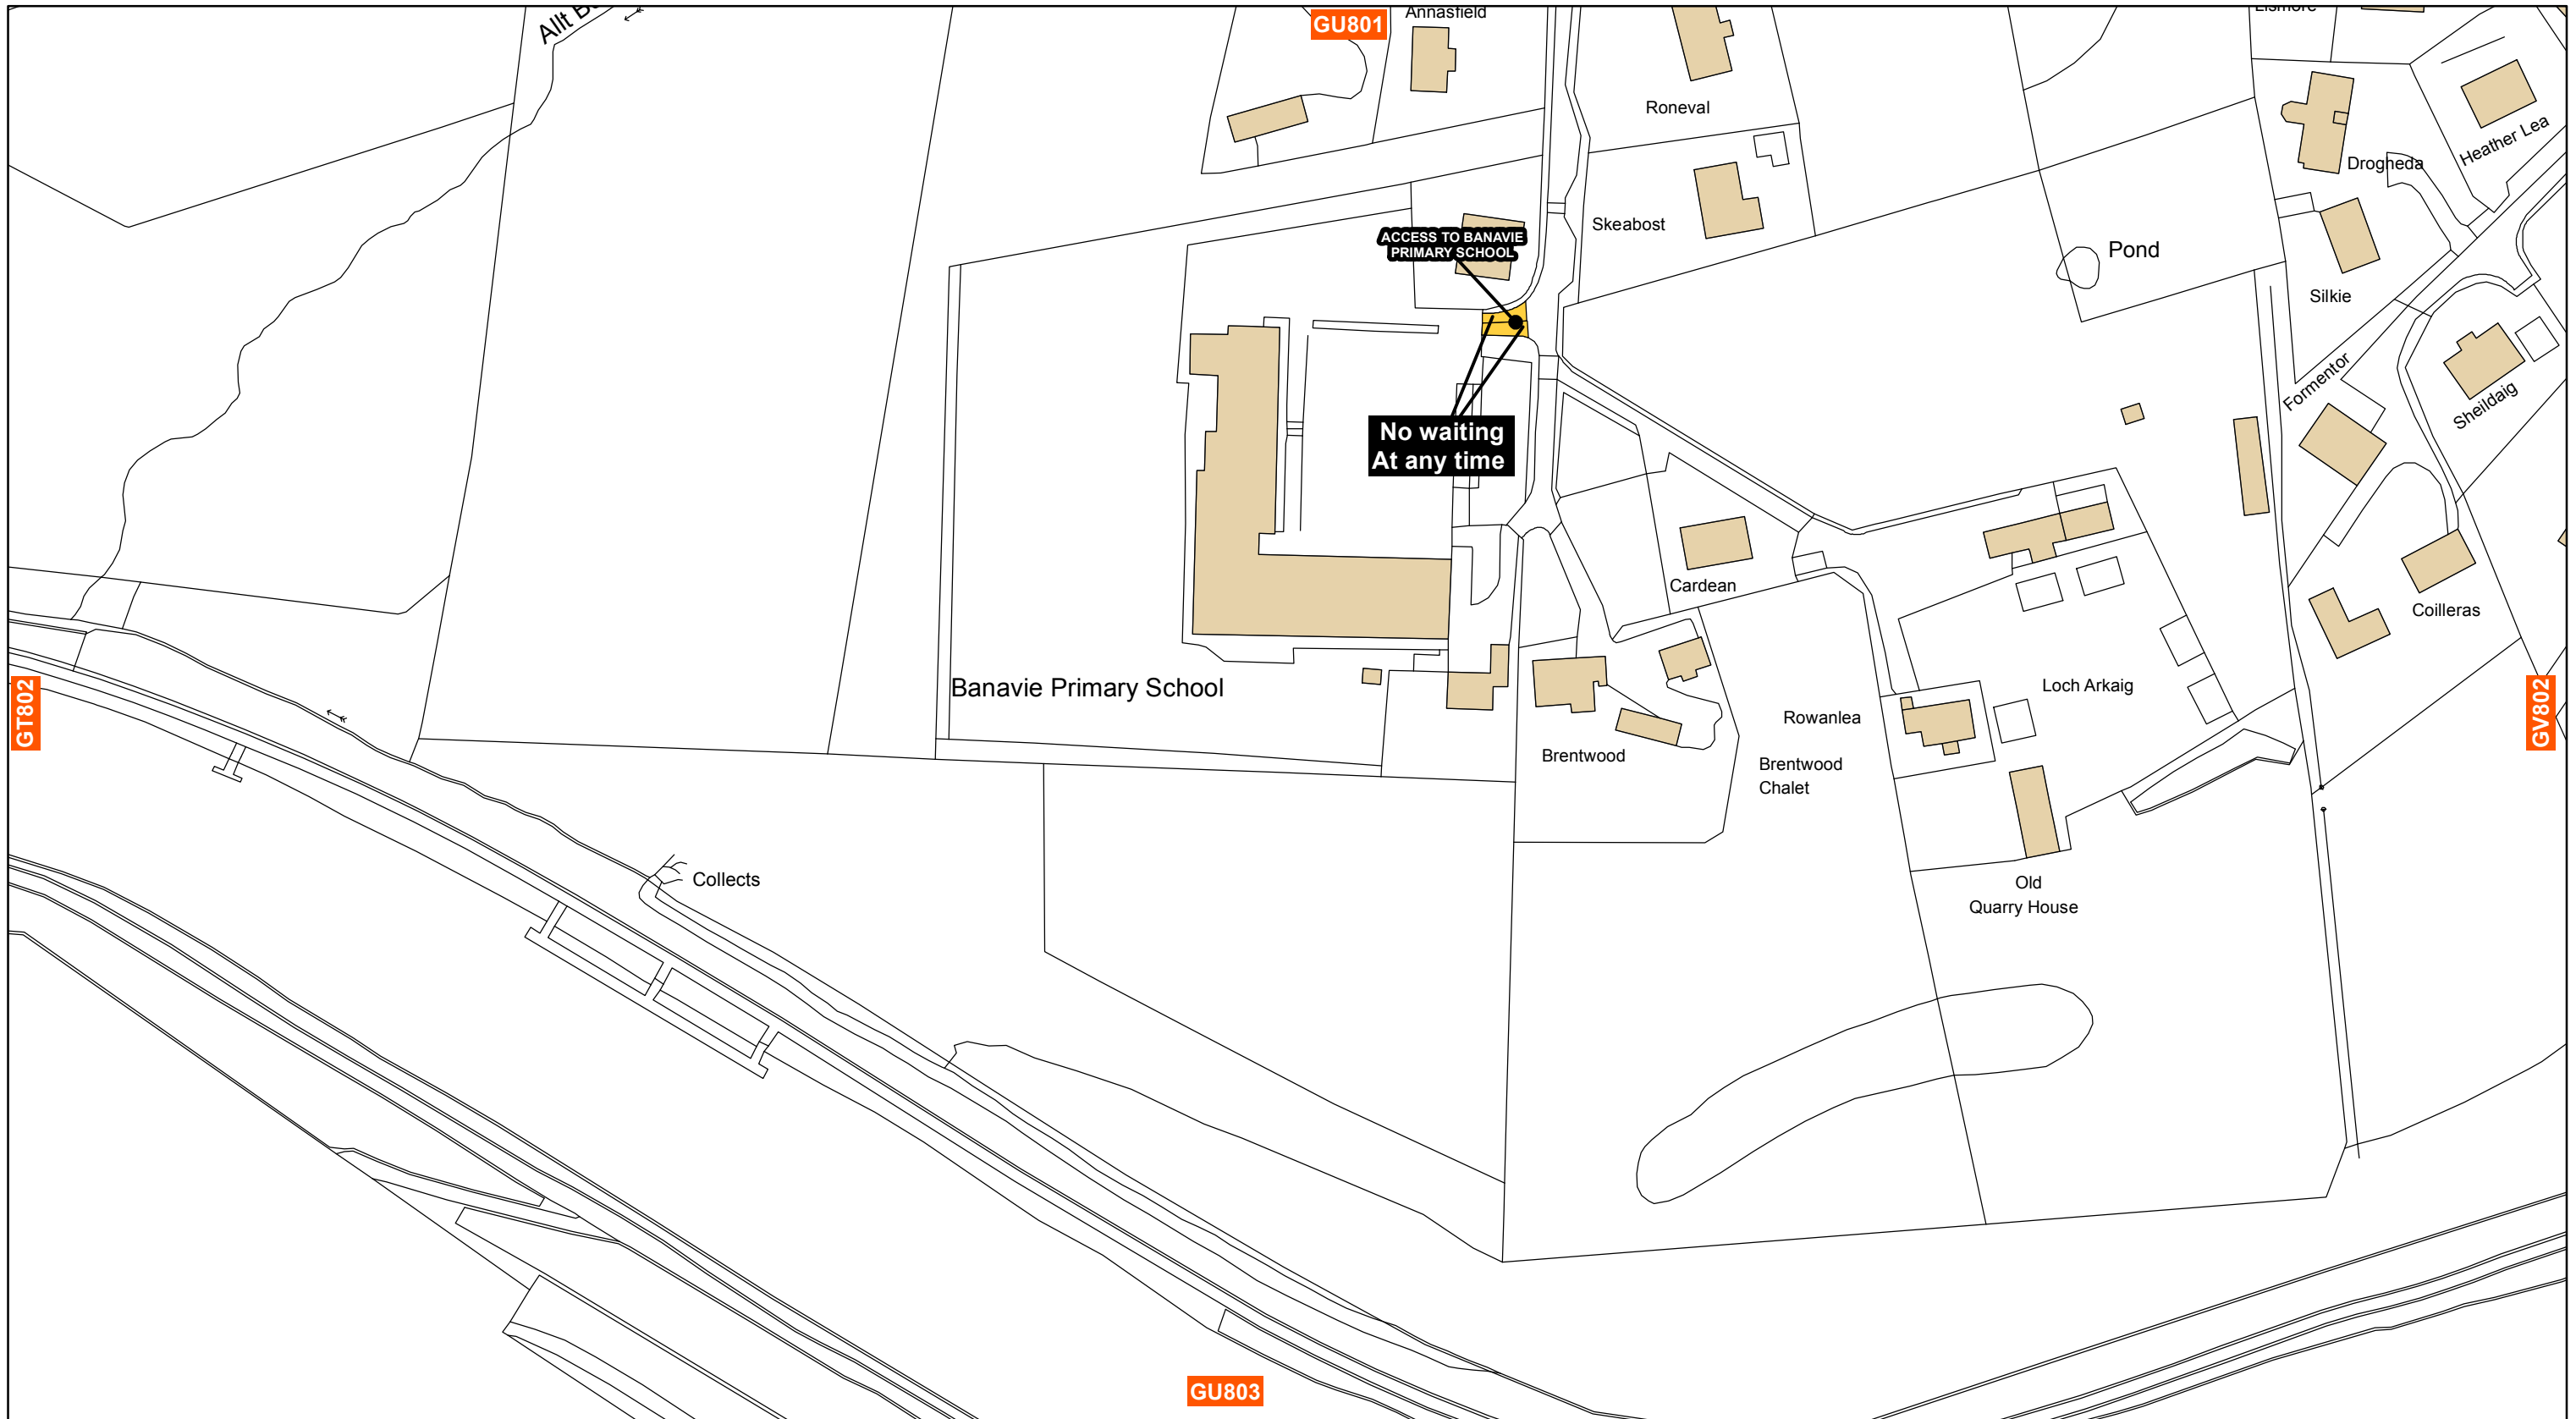 Allt
GU801
Annasfield
Roneval
Heather Lea
Drogheda
ACCESS TO BANAVIE
PRIMARY SCHOOL
Skeabost
Pond
Silkie
Formentor
Sheildaig
No waiting
At any time
Cardean
Coilleras
GT802
Banavie Primary School
Loch Arkaig
GV802
Rowanlea
Brentwood
Brentwood
Chalet
Collects
Old
Quarry House
GU803